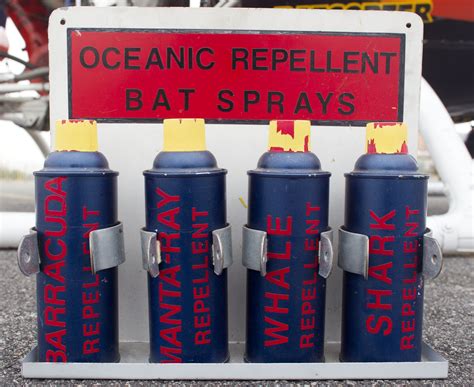 OCEANIC REPELLENT
BAT SPRAYS
BARRACUDA
REPELLENT
MANTA-RAY
REPELLENT
WHALE
REPELLENT
SHARK
REPELLENT